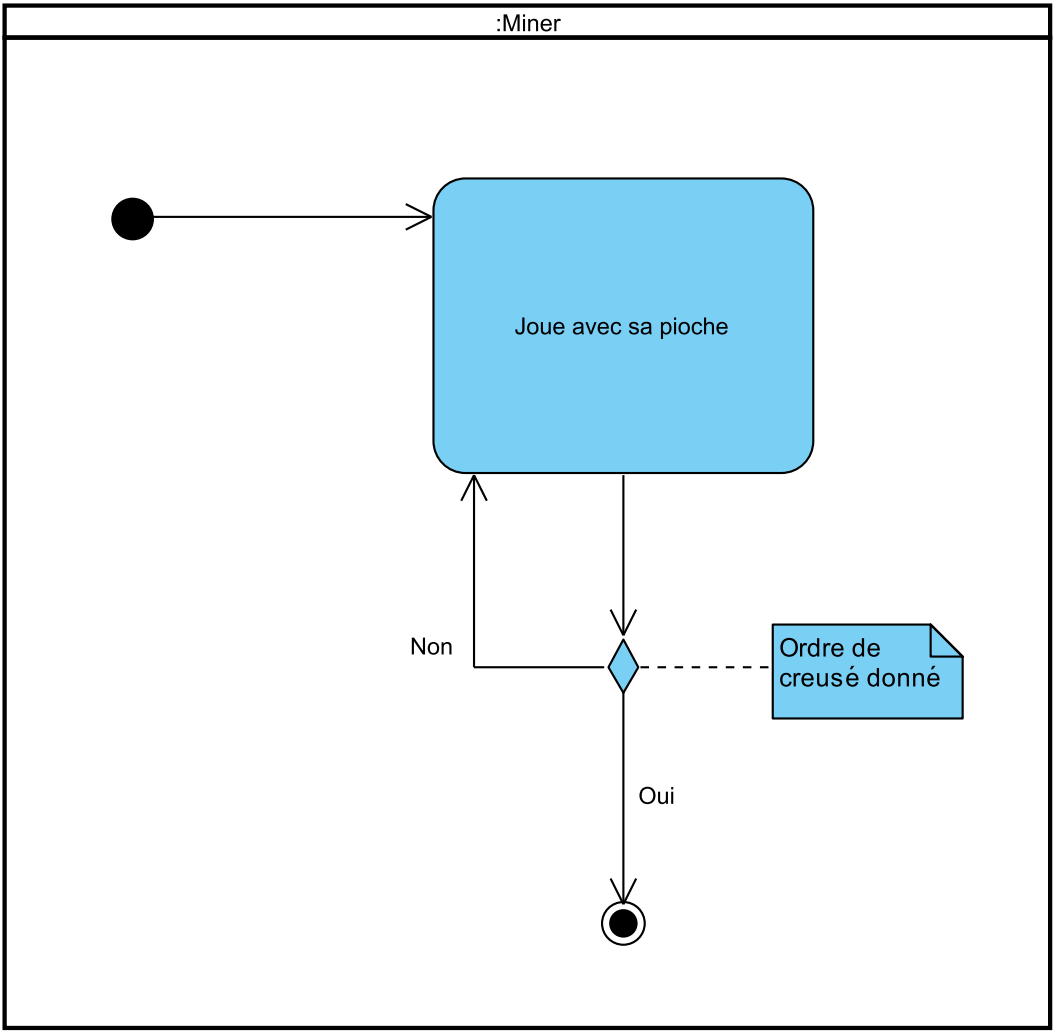 :Miner
Joue avec sa pioche
Non
Ordre de
creusé donné
Oui